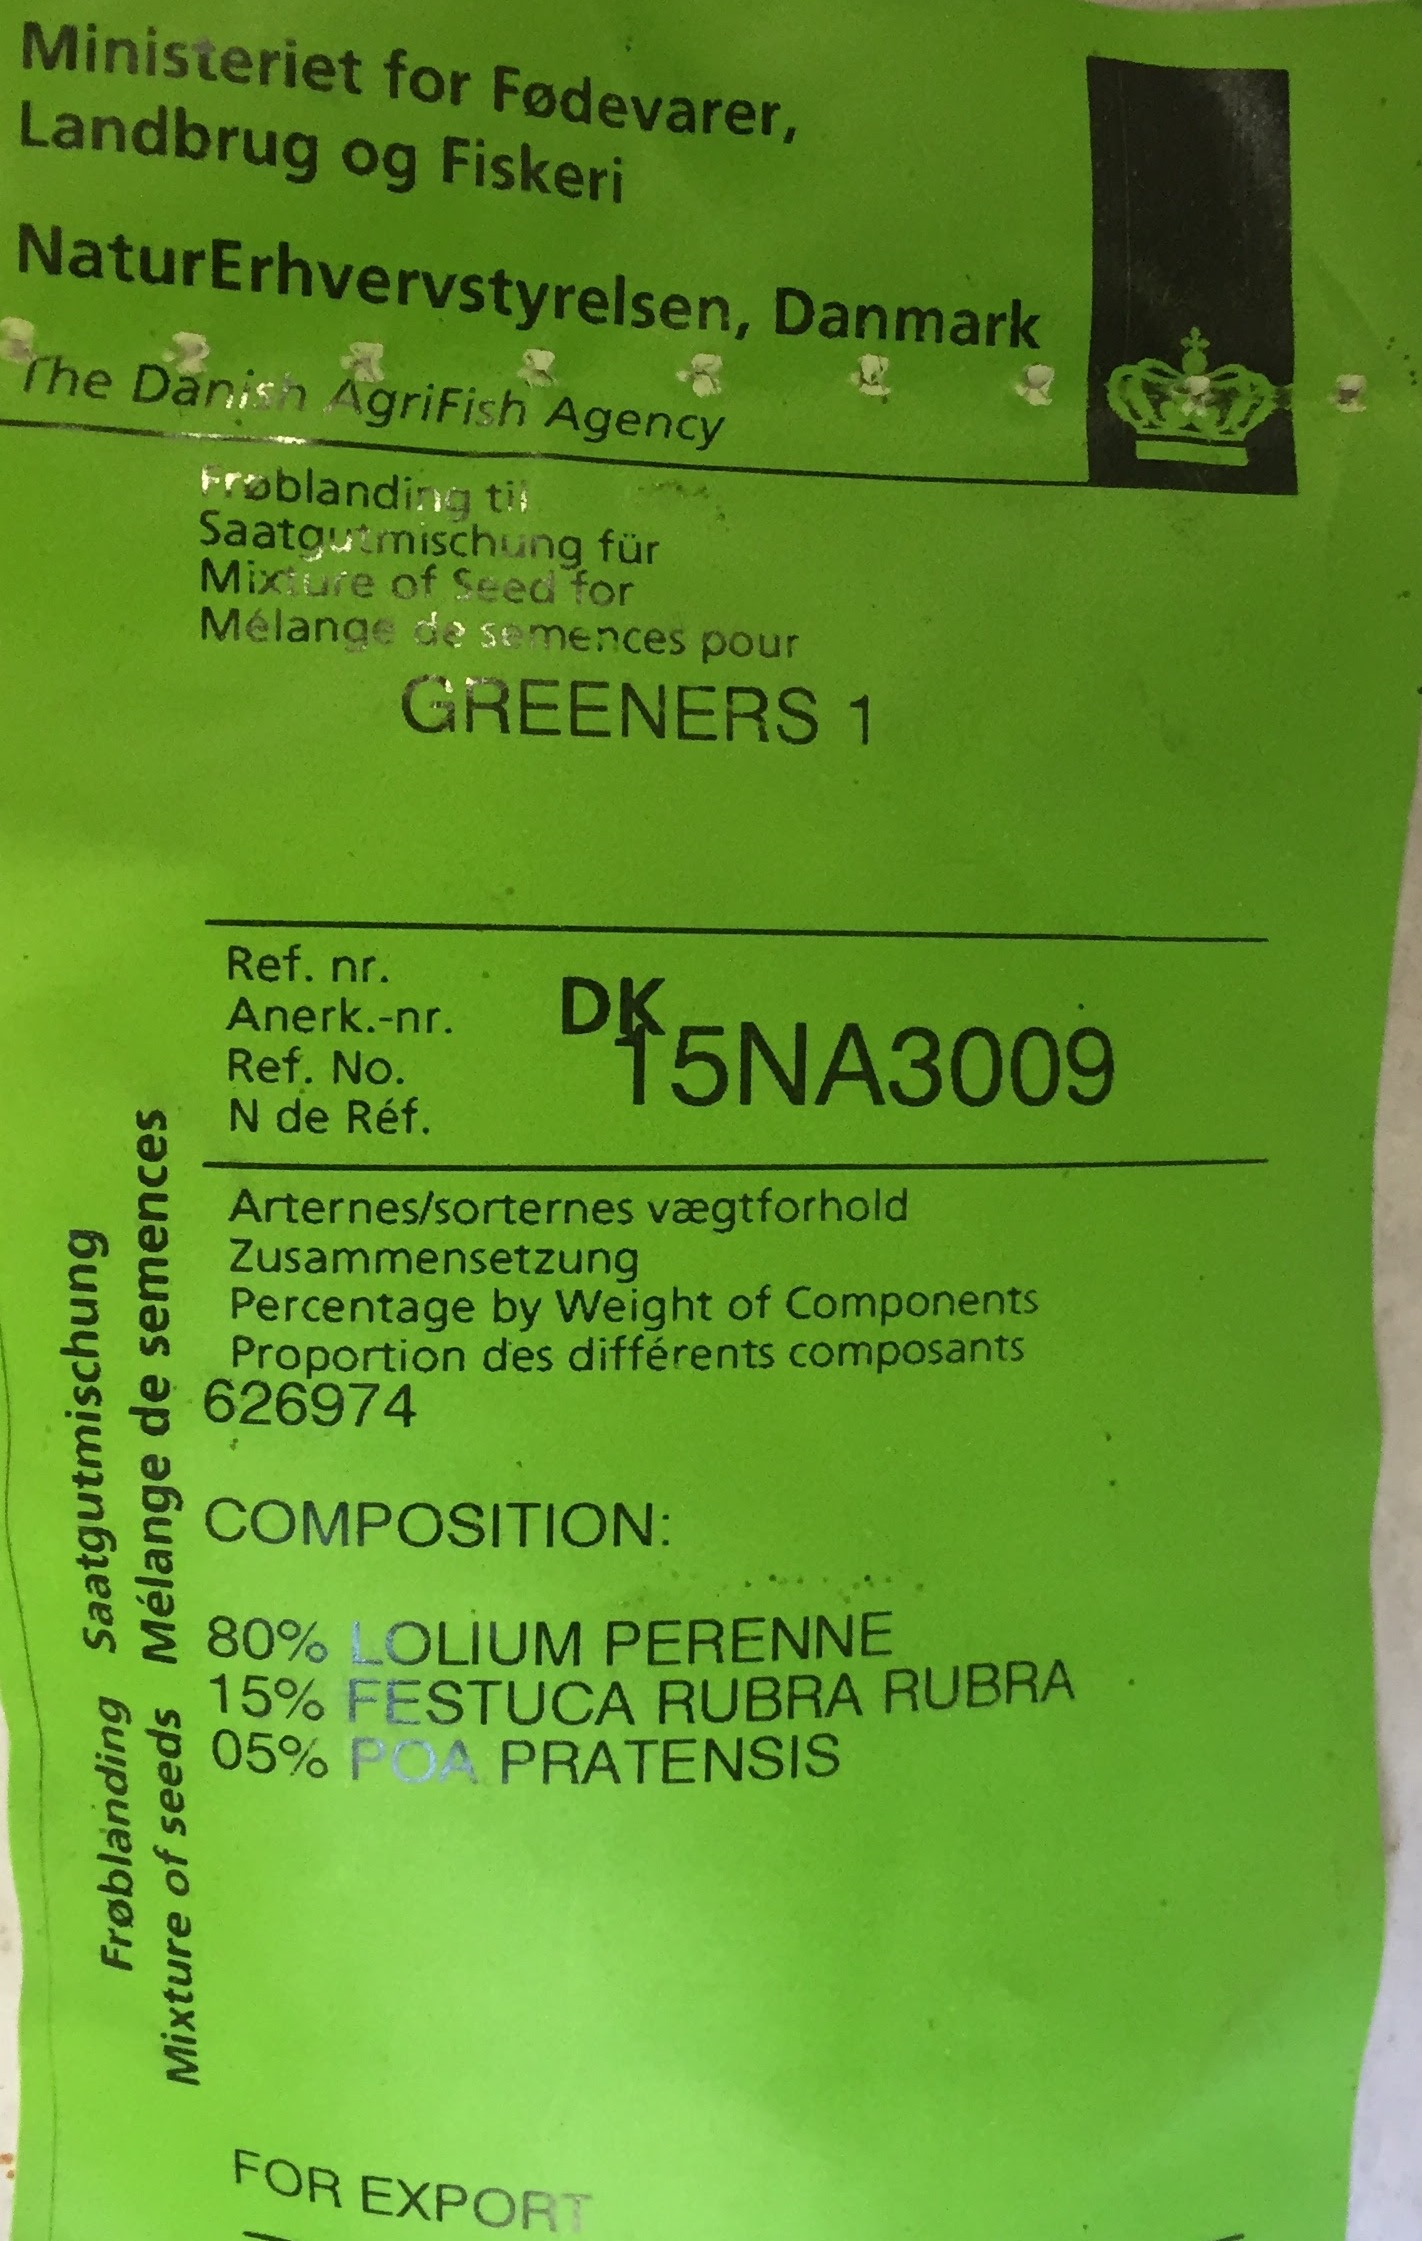 Ministeriet for Fødevarer,
Landbrug og Fiskeri
NaturErhvervstyrelsen, Danmark
The Danish AgriFish Agency
Frøblanding til
Saatgutmischung für
Mixture of Seed for
Mélange de semences pour
GREENERS 1
Ref. nr.
Anerk.-nr.
Ref. No.
N de Réf.
DK
15NA3009
Arternes/sorternes vægtforhold
Zusammensetzung
Percentage by Weight of Components
Proportion des différents composants
626974
COMPOSITION:
80% LOLIUM PERENNE
15% FESTUCA RUBRA RUBRA
05% POA PRATENSIS
FOR EXPORT
Frøblanding Saatgutmischung
Mixture of seeds Mélange de semences